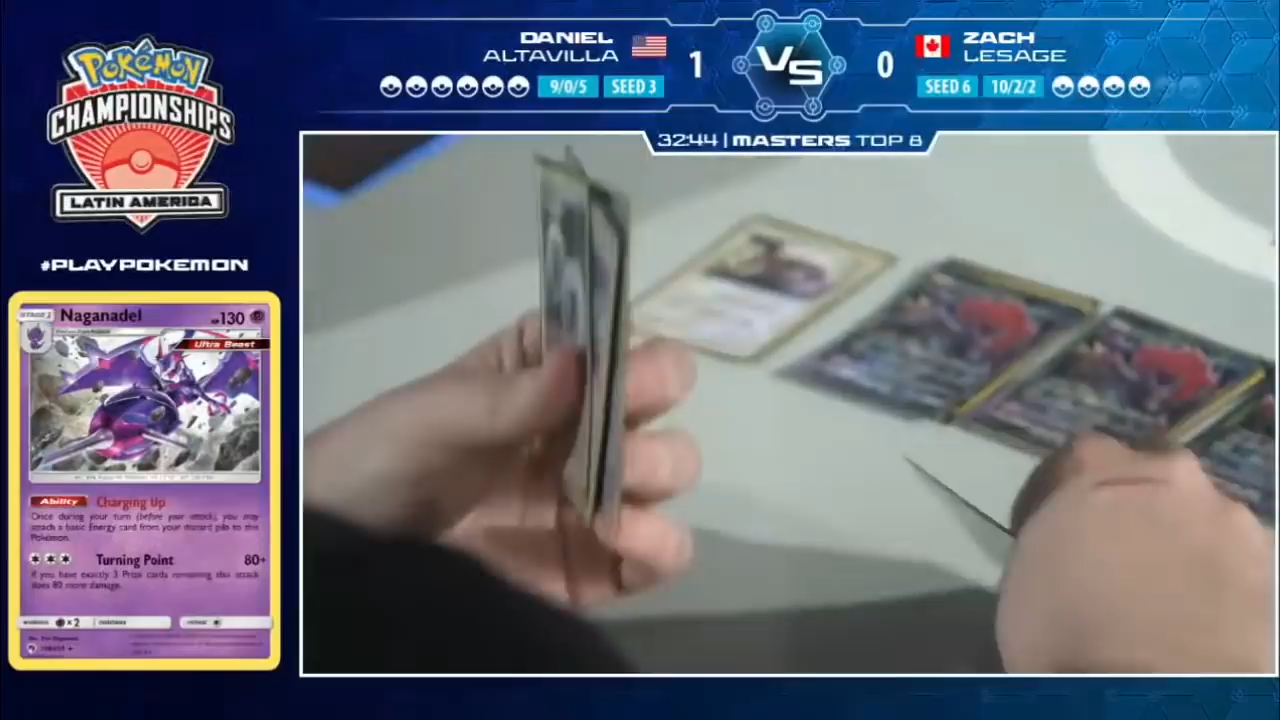 Pokémon
CHAMPIONSHIPS
LATIN AMERICA
#PLAYPOKEMON
DANIEL
ALTAVILLA
9/0/5
SEED 3
1
VS
0
ZACH
LESAGE
SEED 6
10/2/2
32:44 | MASTERS TOP 8
Naganadel
130
Ultra Beast
Ability Charging Up
Once during your turn (before your attack), you may
attach a basic Energy card from your discard pile to this
Pokémon.
Turning Point 80+
If you have exactly 3 Prize cards remaining, this attack
does 80 more damage.
x2